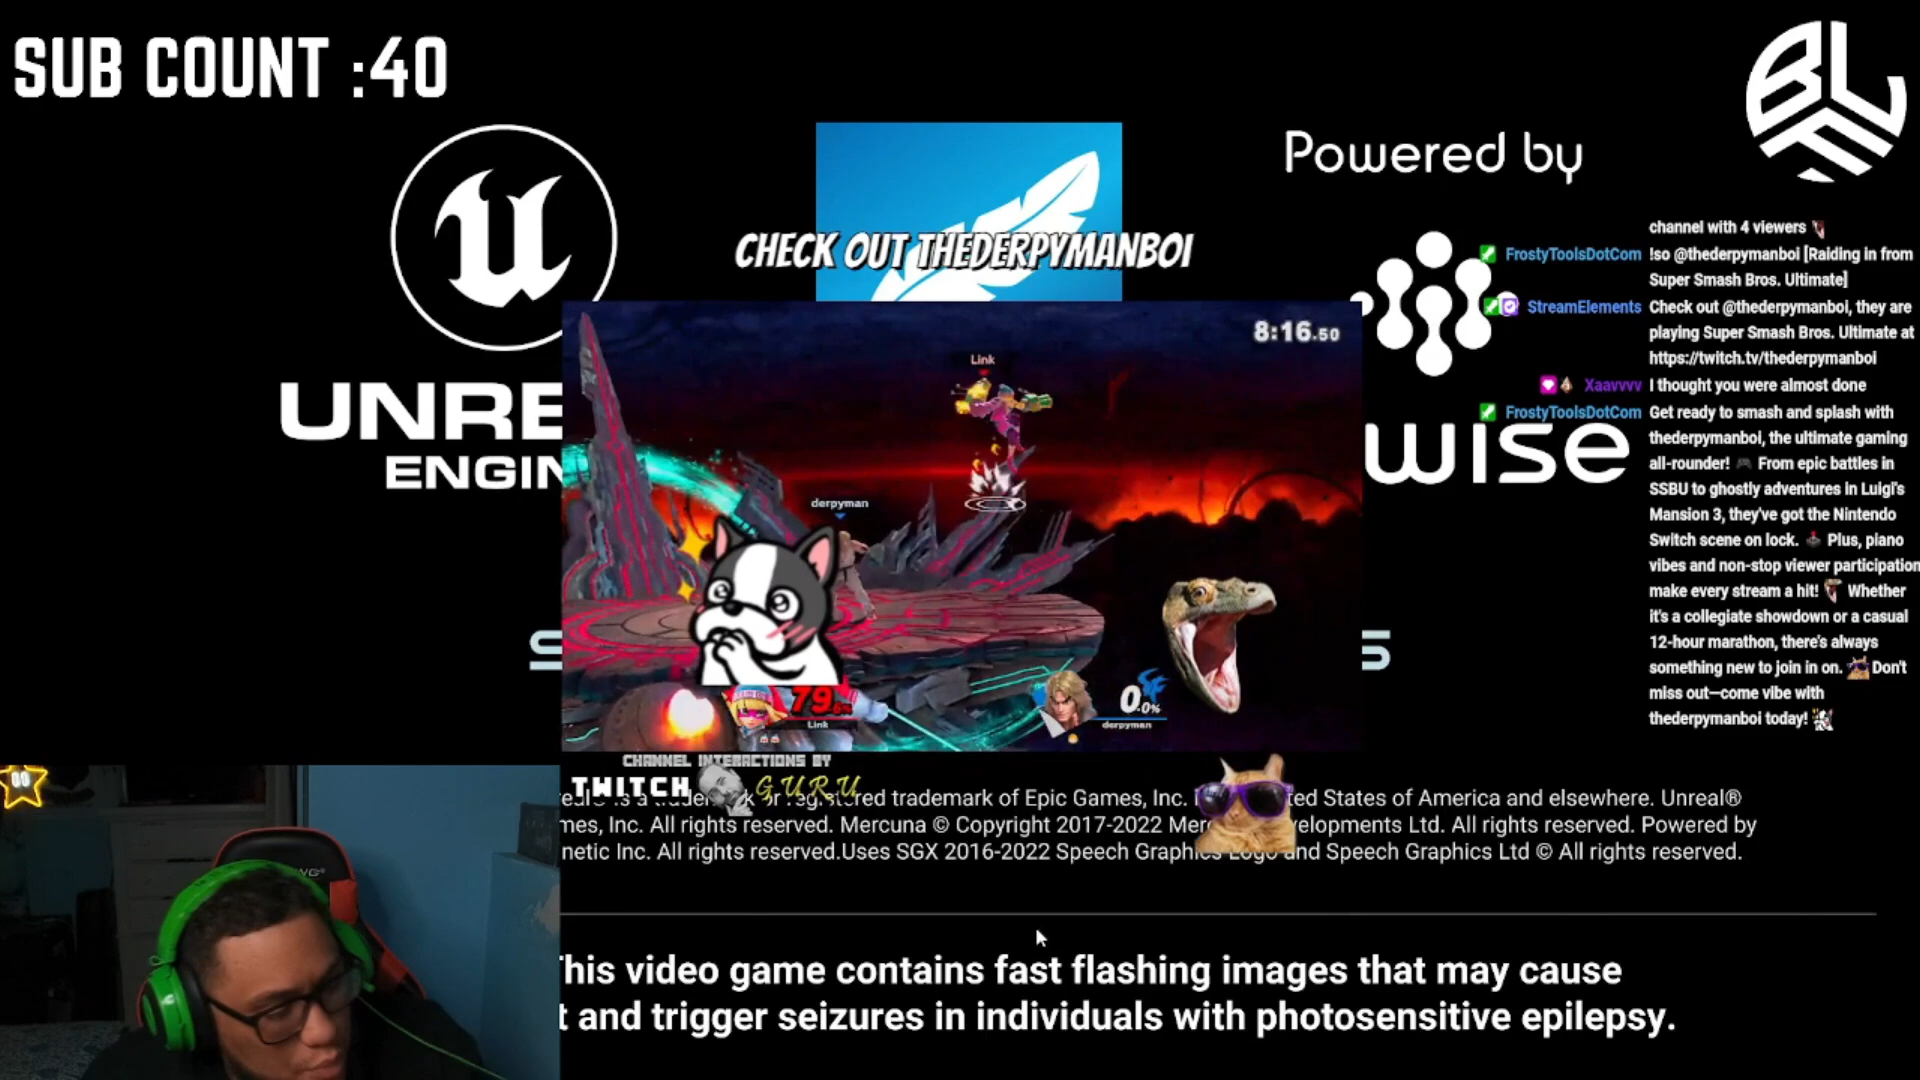 SUB COUNT :40
Powered by
CHECK OUT THEDERPYMANBOI
UNRE
ENGIN
wise
8:16.50
Link
derpyman
79
Link
0.0%
derpyman
S
S
channel with 4 viewers
FrostyToolsDotCom !so @thederpymanboi [Raiding in from
Super Smash Bros. Ultimate]
StreamElements Check out @thederpymanboi, they are
playing Super Smash Bros. Ultimate at
https://twitch.tv/thederpymanboi
Xaavvvv I thought you were almost done
FrostyToolsDotCom Get ready to smash and splash with
thederpymanboi, the ultimate gaming
all-rounder! From epic battles in
SSBU to ghostly adventures in Luigi's
Mansion 3, they've got the Nintendo
Switch scene on lock. Plus, piano
vibes and non-stop viewer participation
make every stream a hit! Whether
it's a collegiate showdown or a casual
12-hour marathon, there's always
something new to join in on. Don't
miss out—come vibe with
thederpymanboi today!
CHANNEL INTERACTIONS BY
TWITCH GURU
registered trademark of Epic Games, Inc. ted States of America and elsewhere. Unreal®
mes, Inc. All rights reserved. Mercuna © Copyright 2017-2022 Mer velopments Ltd. All rights reserved. Powered by
netic Inc. All rights reserved.Uses SGX 2016-2022 Speech Graphics Logo and Speech Graphics Ltd © All rights reserved.
This video game contains fast flashing images that may cause
t and trigger seizures in individuals with photosensitive epilepsy.